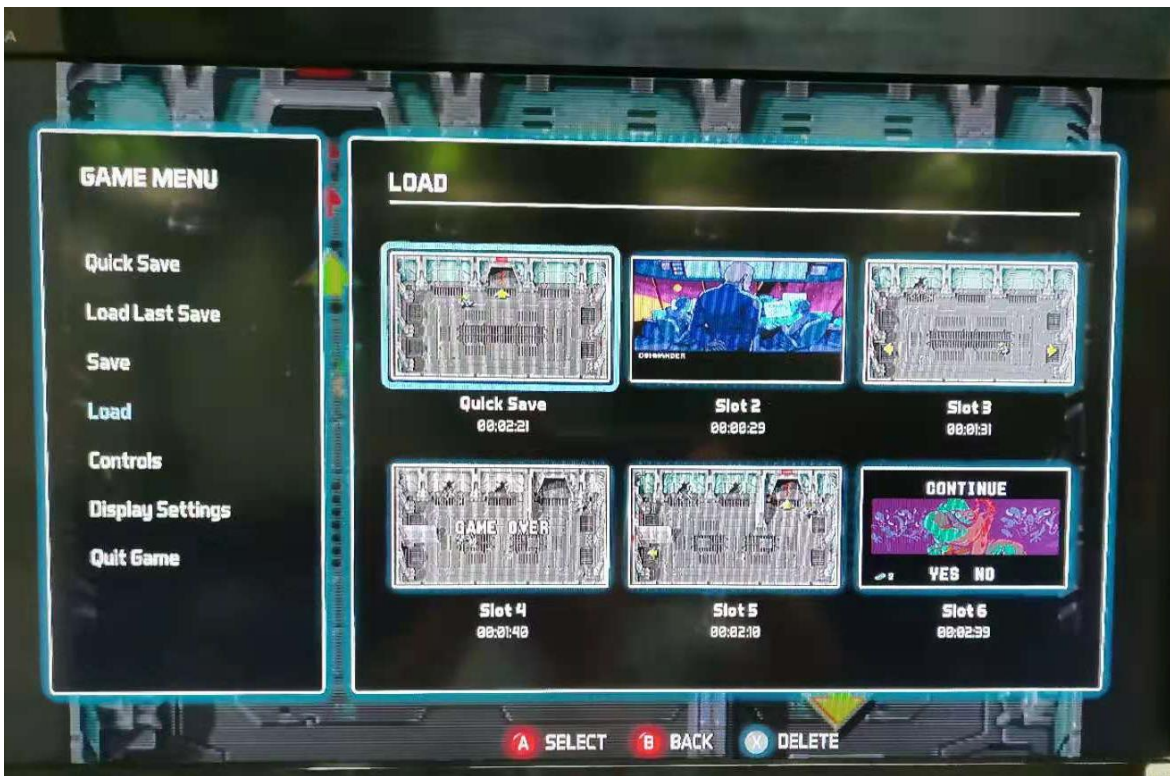 GAME MENU
Quick Save
Load Last Save
Save
Load
Controls
Display Settings
Quit Game
LOAD
COMMANDER
Quick Save
00:02:21
Slot 2
00:00:29
Slot 3
00:01:31
GAME OVER
CONTINUE
YES NO
2
Slot 4
00:01:40
Slot 5
00:02:10
Slot 6
00:02:39
A SELECT B BACK X DELETE